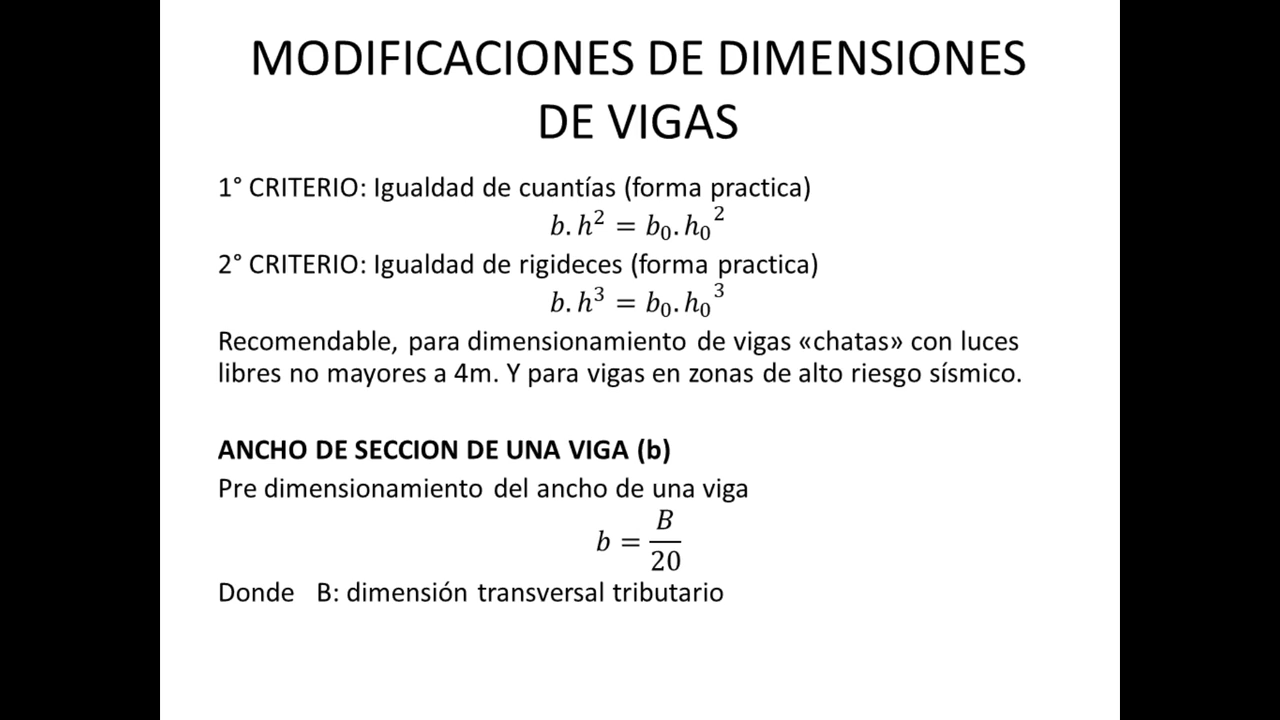 MODIFICACIONES DE DIMENSIONES
DE VIGAS
1° CRITERIO: Igualdad de cuantías (forma practica)
b.h² = b₀.h₀²
2° CRITERIO: Igualdad de rigideces (forma practica)
b.h³ = b₀.h₀³
Recomendable, para dimensionamiento de vigas «chatas» con luces
libres no mayores a 4m. Y para vigas en zonas de alto riesgo sísmico.
ANCHO DE SECCION DE UNA VIGA (b)
Pre dimensionamiento del ancho de una viga
b = B/20
Donde B: dimensión transversal tributario